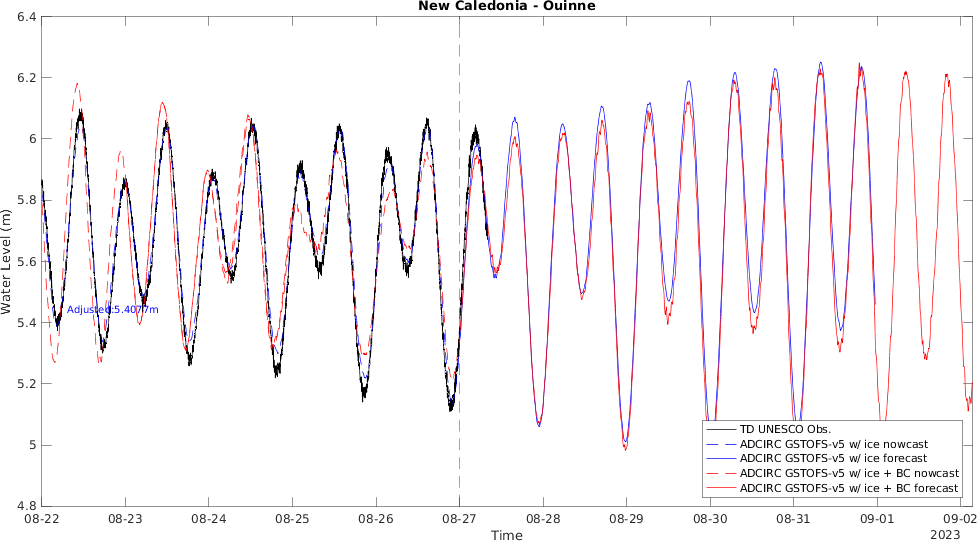 New Caledonia - Ouinne
6.4
6.2
6
5.8
5.6
5.4
5.2
5
4.8
Water Level (m)
Adjusted:5.4077m
TD UNESCO Obs.
ADCIRC GSTOFS-v5 w/ ice nowcast
ADCIRC GSTOFS-v5 w/ ice forecast
ADCIRC GSTOFS-v5 w/ ice + BC nowcast
ADCIRC GSTOFS-v5 w/ ice + BC forecast
08-22 08-23 08-24 08-25 08-26 08-27 08-28 08-29 08-30 08-31 09-01 09-02
2023
Time